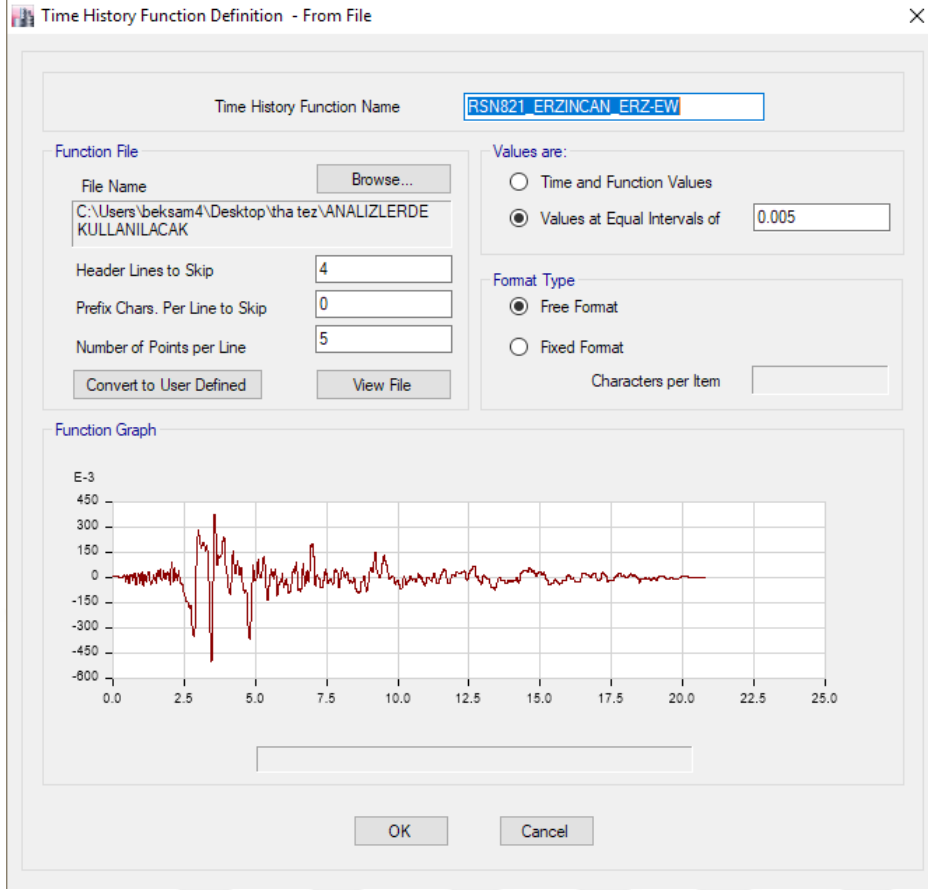 Time History Function Definition - From File
Time History Function Name
RSN821_ERZINCAN_ERZ-EW
Function File
File Name
Browse...
C:\Users\beksam4\Desktop\tha tez\ANALIZLERDE
KULLANILACAK
Header Lines to Skip
4
Prefix Chars. Per Line to Skip
0
Number of Points per Line
5
Convert to User Defined
View File
Values are:
Time and Function Values
Values at Equal Intervals of
0.005
Format Type
Free Format
Fixed Format
Characters per Item
Function Graph
E-3
450
300
150
0
-150
-300
-450
-600
0.0 2.5 5.0 7.5 10.0 12.5 15.0 17.5 20.0 22.5 25.0
OK
Cancel